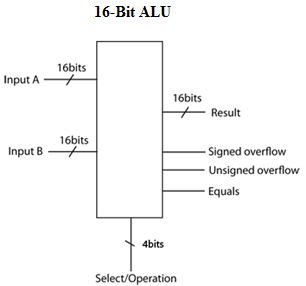 16-Bit ALU
16bits
Input A
16bits
Result
16bits
Input B
Signed overflow
Unsigned overflow
Equals
4bits
Select/Operation